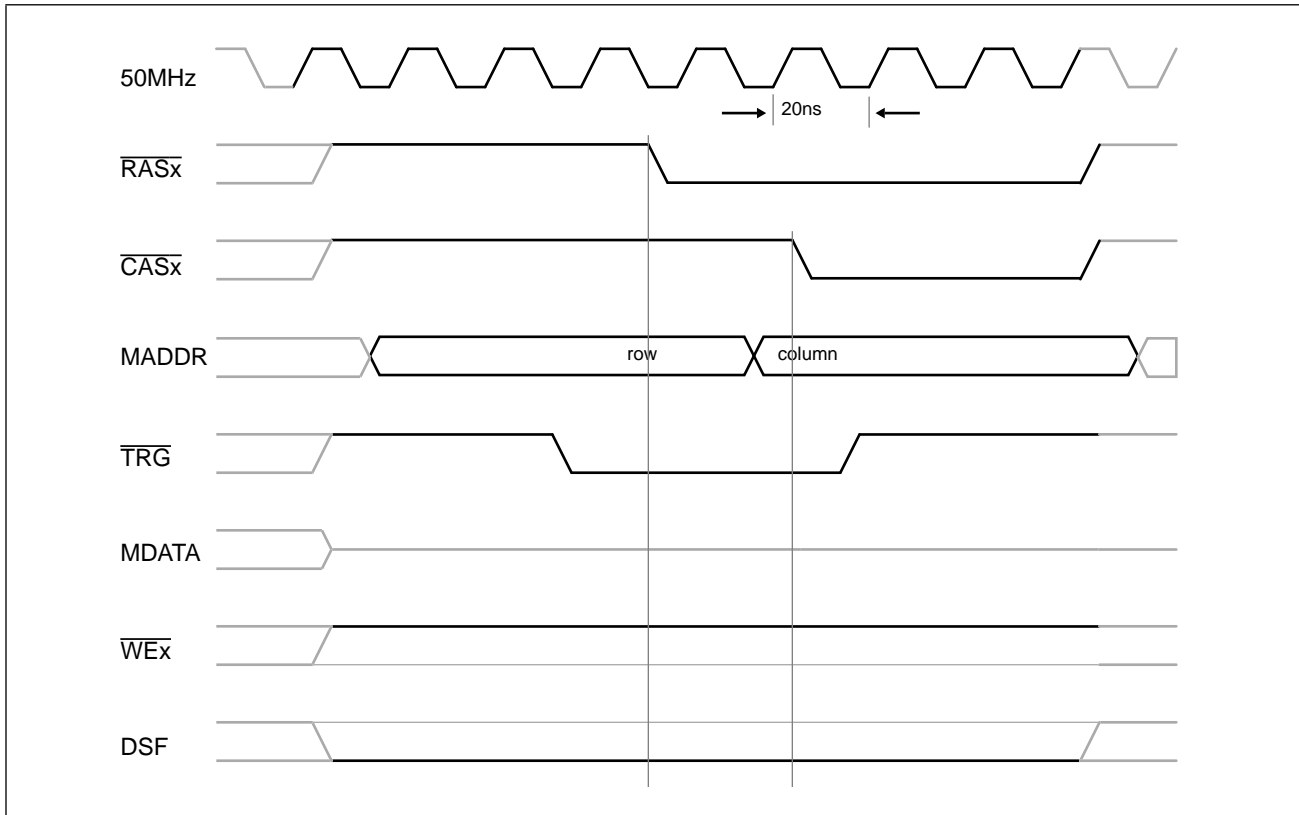 50MHz
20ns
RASx
CASx
MADDR
row
column
TRG
MDATA
WEx
DSF